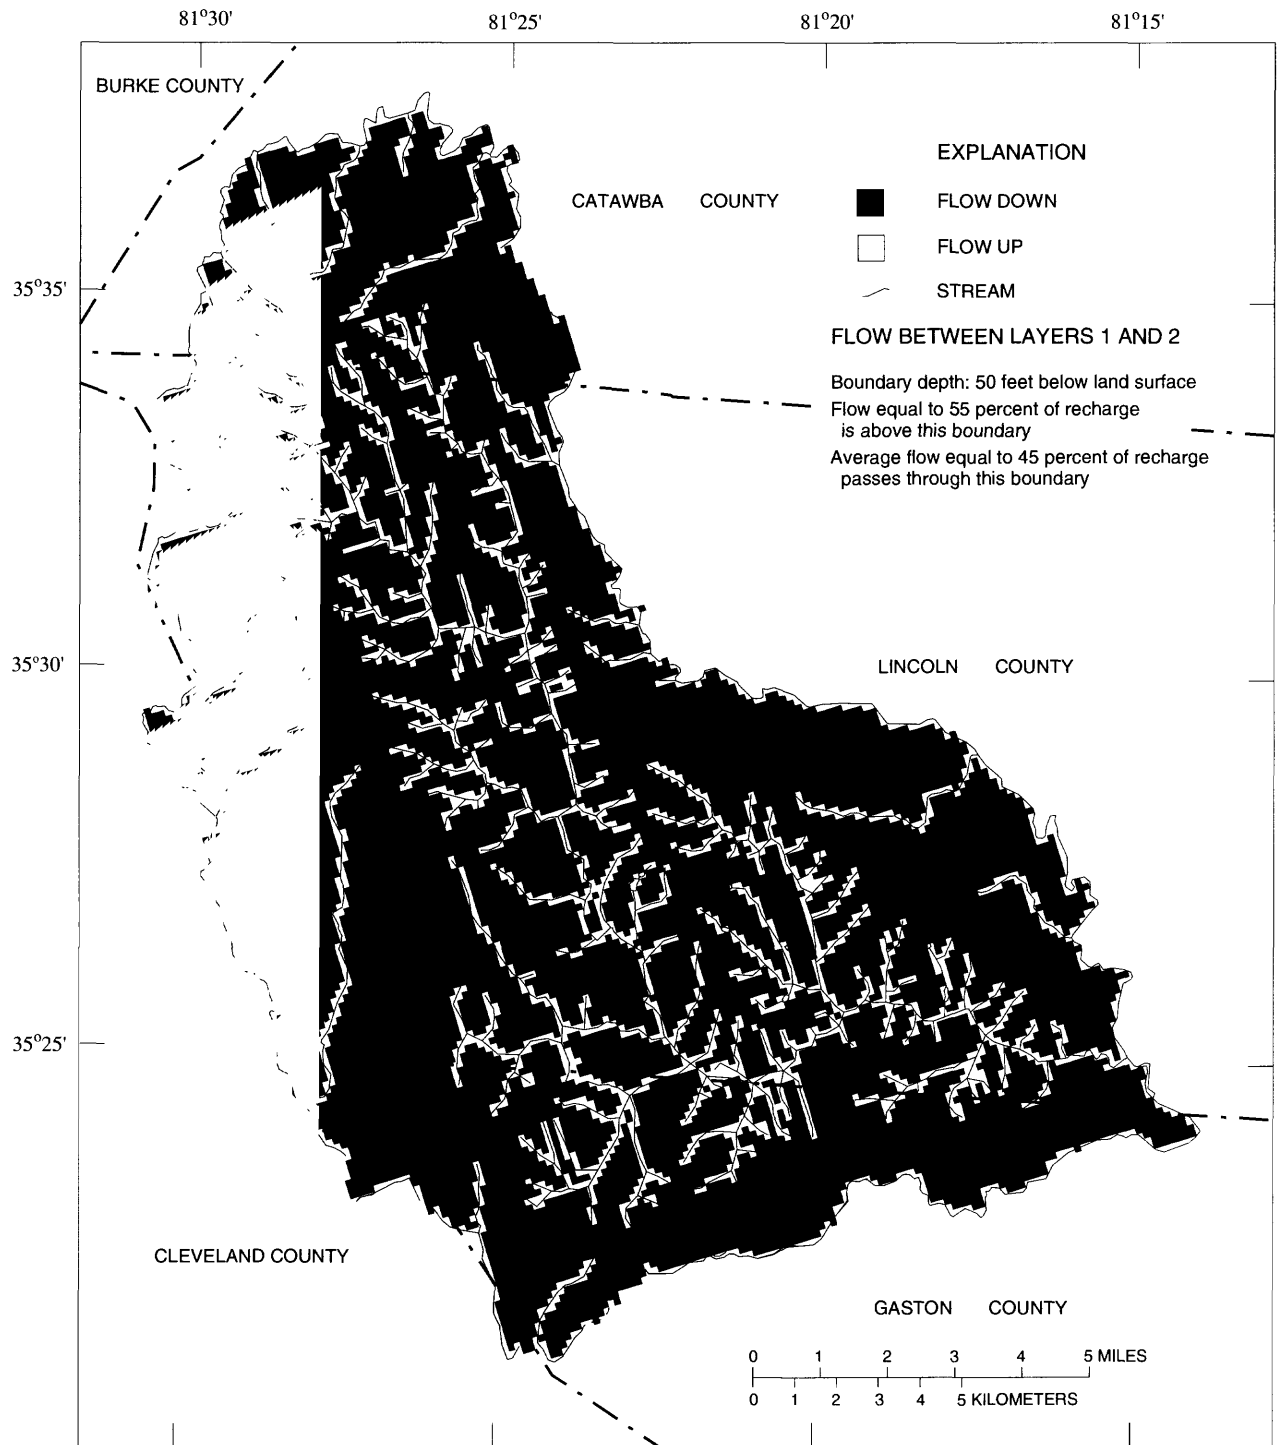 81°30' 81°25' 81°20' 81°15'
BURKE COUNTY
EXPLANATION
CATAWBA COUNTY
FLOW DOWN
FLOW UP
35°35'
STREAM
FLOW BETWEEN LAYERS 1 AND 2
Boundary depth: 50 feet below land surface
Flow equal to 55 percent of recharge
is above this boundary
Average flow equal to 45 percent of recharge
passes through this boundary
35°30'
LINCOLN COUNTY
35°25'
CLEVELAND COUNTY
GASTON COUNTY
0 1 2 3 4 5 MILES
0 1 2 3 4 5 KILOMETERS